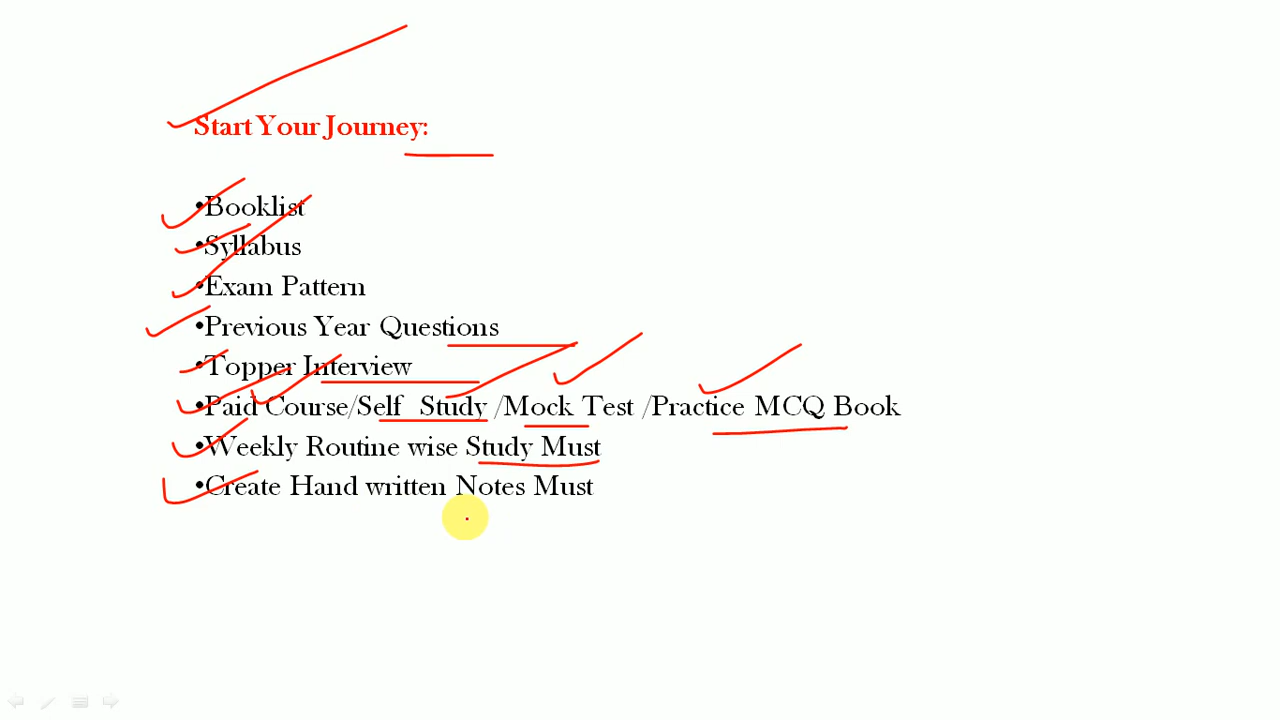 Start Your Journey:
•Booklist
•Syllabus
•Exam Pattern
•Previous Year Questions
•Topper Interview
•Paid Course/Self Study /Mock Test /Practice MCQ Book
•Weekly Routine wise Study Must
•Create Hand written Notes Must